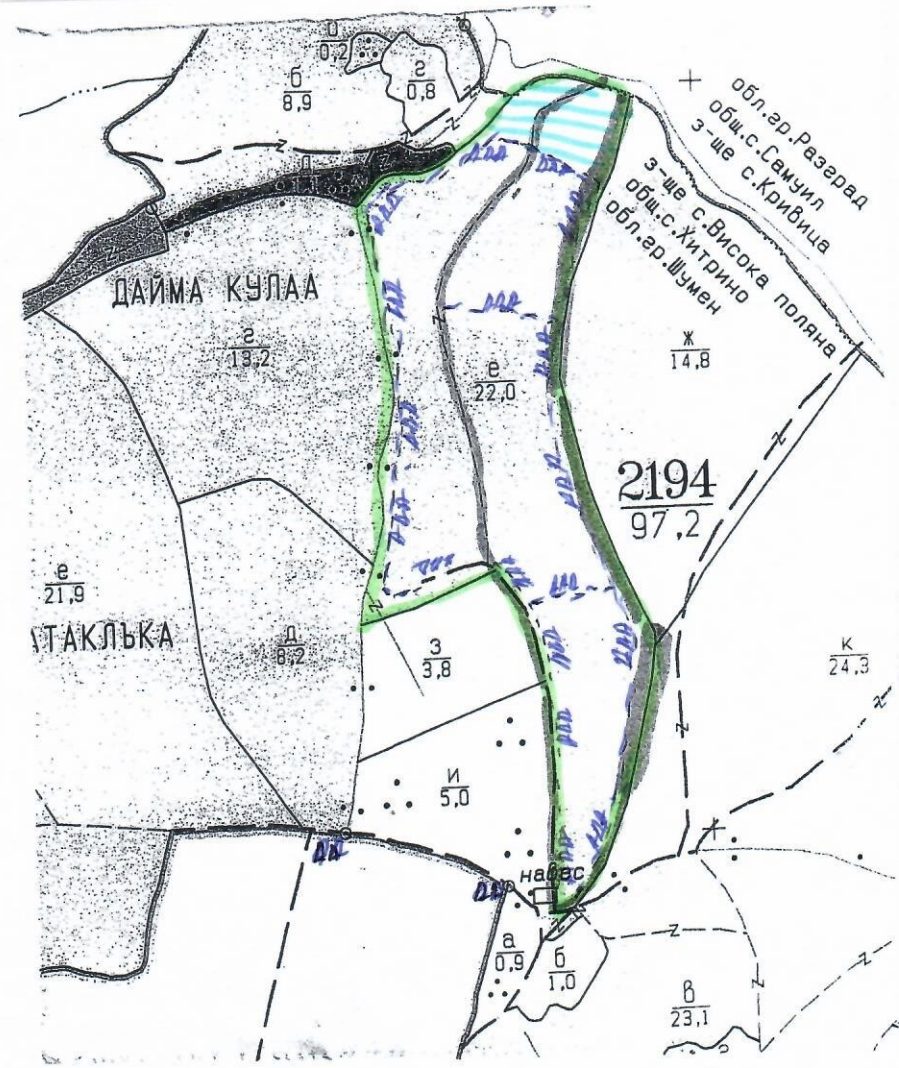 О
0,2
б
8,9
г
0,8
обл.гр.Разград
общ.с.Самуил
з-ще с.Кривица
з-ще с.Висока поляна
общ.с.Хитрино
обл.гр.Шумен
ДАЙМА КУЛАА
г
13,2
е
22,0
ж
14,8
2194
97,2
е
21,9
АТАКЛЪКА
д
8,2
з
3,8
к
24,3
и
5,0
навес
а
0,9
б
1,0
в
23,1